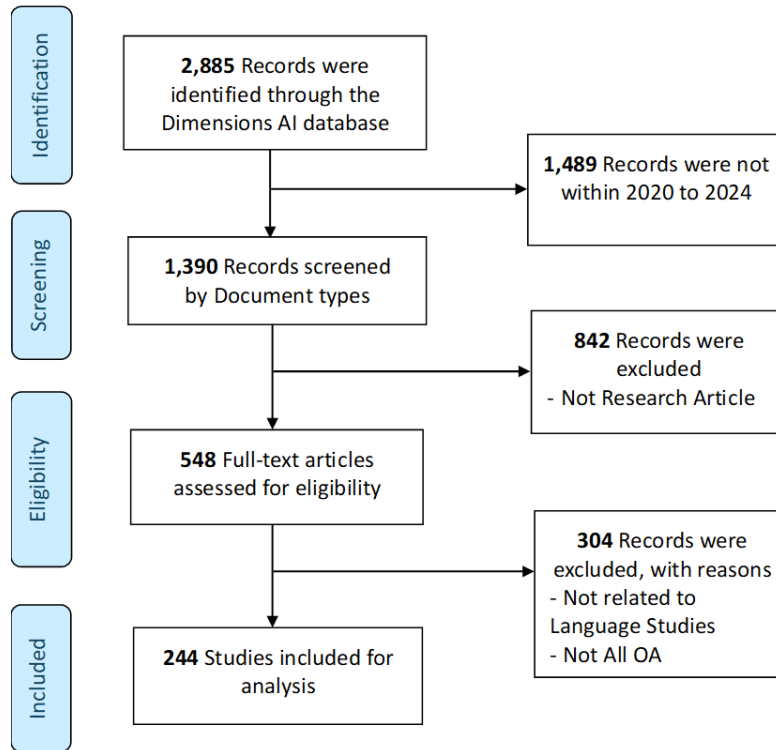 Identification
2,885 Records were
identified through the
Dimensions AI database
1,489 Records were not
within 2020 to 2024
Screening
1,390 Records screened
by Document types
842 Records were
excluded
- Not Research Article
Eligibility
548 Full-text articles
assessed for eligibility
304 Records were
excluded, with reasons
- Not related to
Language Studies
- Not All OA
Included
244 Studies included for
analysis